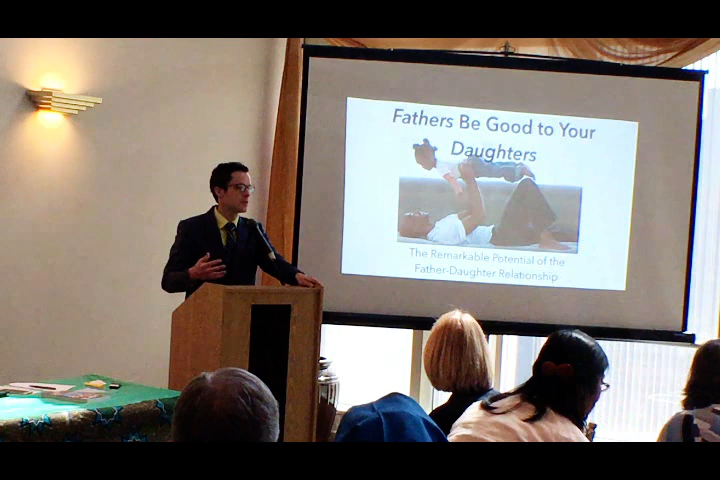 Fathers Be Good to Your
Daughters
The Remarkable Potential of the
Father-Daughter Relationship